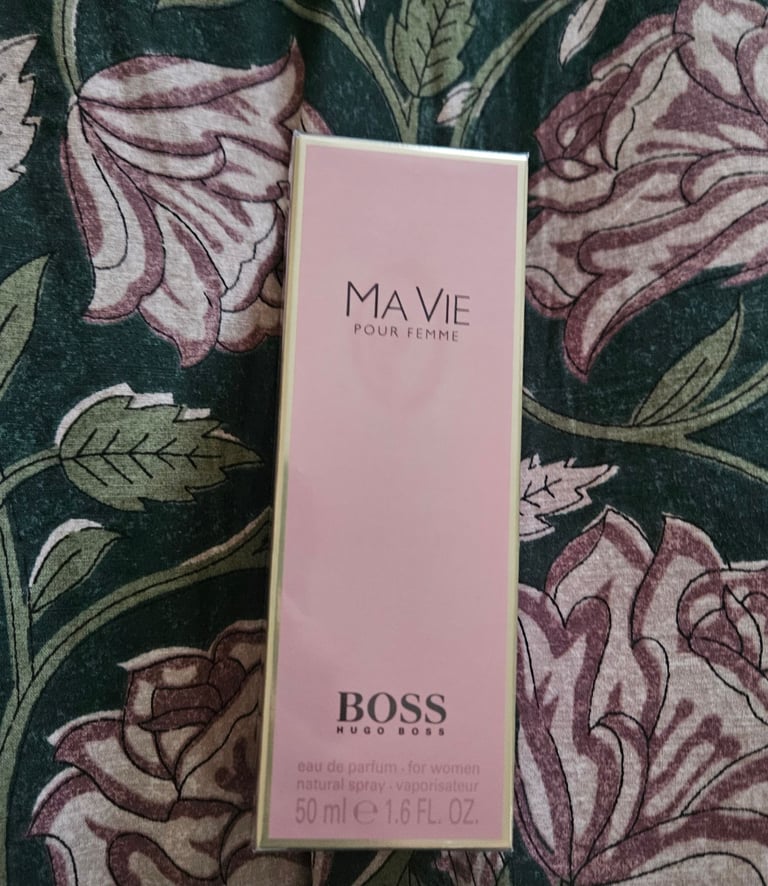 MA VIE
POUR FEMME
BOSS
HUGO BOSS
eau de parfum · for women
natural spray · vaporisateur
50 ml ℮ 1.6 FL. OZ.